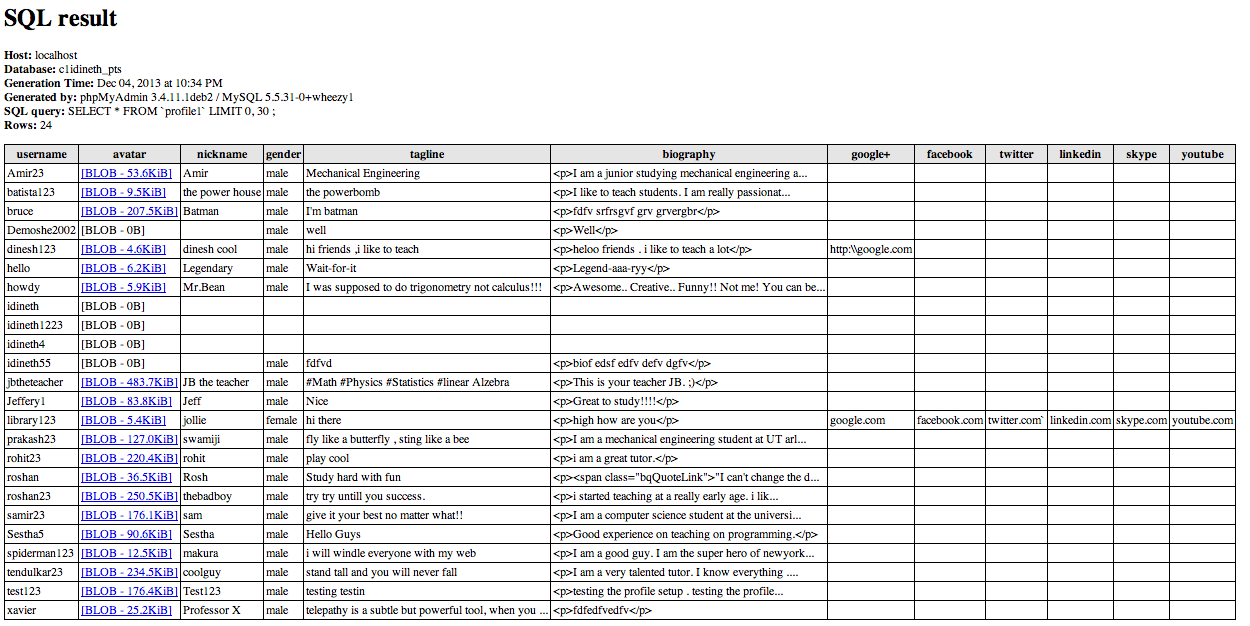 SQL result
Host: localhost
Database: c1idineth_pts
Generation Time: Dec 04, 2013 at 10:34 PM
Generated by: phpMyAdmin 3.4.11.1deb2 / MySQL 5.5.31-0+wheezy1
SQL query: SELECT * FROM `profile1` LIMIT 0, 30 ;
Rows: 24
username avatar nickname gender tagline biography google+ facebook twitter linkedin skype youtube
Amir23 [BLOB - 53.6KiB] Amir male Mechanical Engineering <p>I am a junior studying mechanical engineering a...
batista123 [BLOB - 9.5KiB] the power house male the powerbomb <p>I like to teach students. I am really passionat...
bruce [BLOB - 207.5KiB] Batman male I'm batman <p>fdfv srfrsgvf grv grvergbr</p>
Demoshe2002 [BLOB - 0B] male well <p>Well</p>
dinesh123 [BLOB - 4.6KiB] dinesh cool male hi friends ,i like to teach <p>heloo friends . i like to teach a lot</p> http:\\google.com
hello [BLOB - 6.2KiB] Legendary male Wait-for-it <p>Legend-aaa-ryy</p>
howdy [BLOB - 5.9KiB] Mr.Bean male I was supposed to do trigonometry not calculus!!! <p>Awesome.. Creative.. Funny!! Not me! You can be...
idineth [BLOB - 0B]
idineth1223 [BLOB - 0B]
idineth4 [BLOB - 0B]
idineth55 [BLOB - 0B] male fdfvd <p>biof edsf edfv defv dgfv</p>
jbtheteacher [BLOB - 483.7KiB] JB the teacher male #Math #Physics #Statistics #linear Alzebra <p>This is your teacher JB. ;)</p>
Jeffery1 [BLOB - 83.8KiB] Jeff male Nice <p>Great to study!!!!</p>
library123 [BLOB - 5.4KiB] jollie female hi there <p>high how are you</p> google.com facebook.com twitter.com` linkedin.com skype.com youtube.com
prakash23 [BLOB - 127.0KiB] swamiji male fly like a butterfly , sting like a bee <p>I am a mechanical engineering student at UT arl...
rohit23 [BLOB - 220.4KiB] rohit male play cool <p>i am a great tutor.</p>
roshan [BLOB - 36.5KiB] Rosh male Study hard with fun <p><span class="bqQuoteLink">"I can't change the d...
roshan23 [BLOB - 250.5KiB] thebadboy male try try untill you success. <p>i started teaching at a really early age. i lik...
samir23 [BLOB - 176.1KiB] sam male give it your best no matter what!! <p>I am a computer science student at the universi...
Sestha5 [BLOB - 90.6KiB] Sestha male Hello Guys <p>Good experience on teaching on programming.</p>
spiderman123 [BLOB - 12.5KiB] makura male i will windle everyone with my web <p>I am a good guy. I am the super hero of newyork...
tendulkar23 [BLOB - 234.5KiB] coolguy male stand tall and you will never fall <p>I am a very talented tutor. I know everything ....
test123 [BLOB - 176.4KiB] Test123 male testing testin <p>testing the profile setup . testing the profile...
xavier [BLOB - 25.2KiB] Professor X male telepathy is a subtle but powerful tool, when you ... <p>fdfedfvedfv</p>